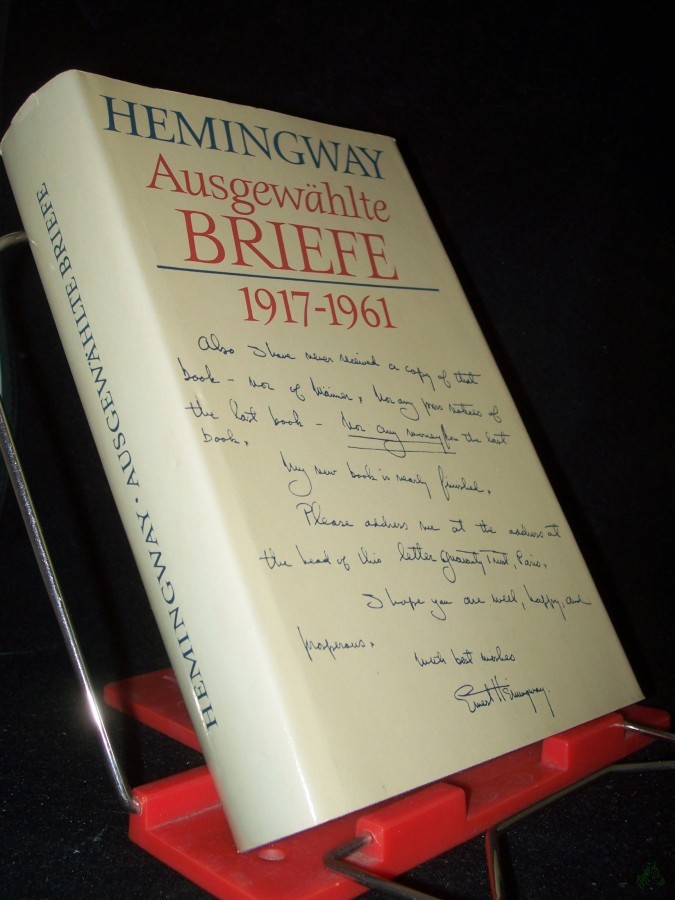 HEMINGWAY
Ausgewählte
BRIEFE
1917-1961
Also I have never received a copy of that
book - nor of Männer, Nor any press notices of
the last book - Nor any money from the last
book.
My new book is nearly finished.
Please address me at the address at
the head of this letter Guaranty Trust, Paris.
I hope you are well, happy, and
prosperous.
With best wishes
Ernest Hemingway.
HEMINGWAY · AUSGEWÄHLTE BRIEFE